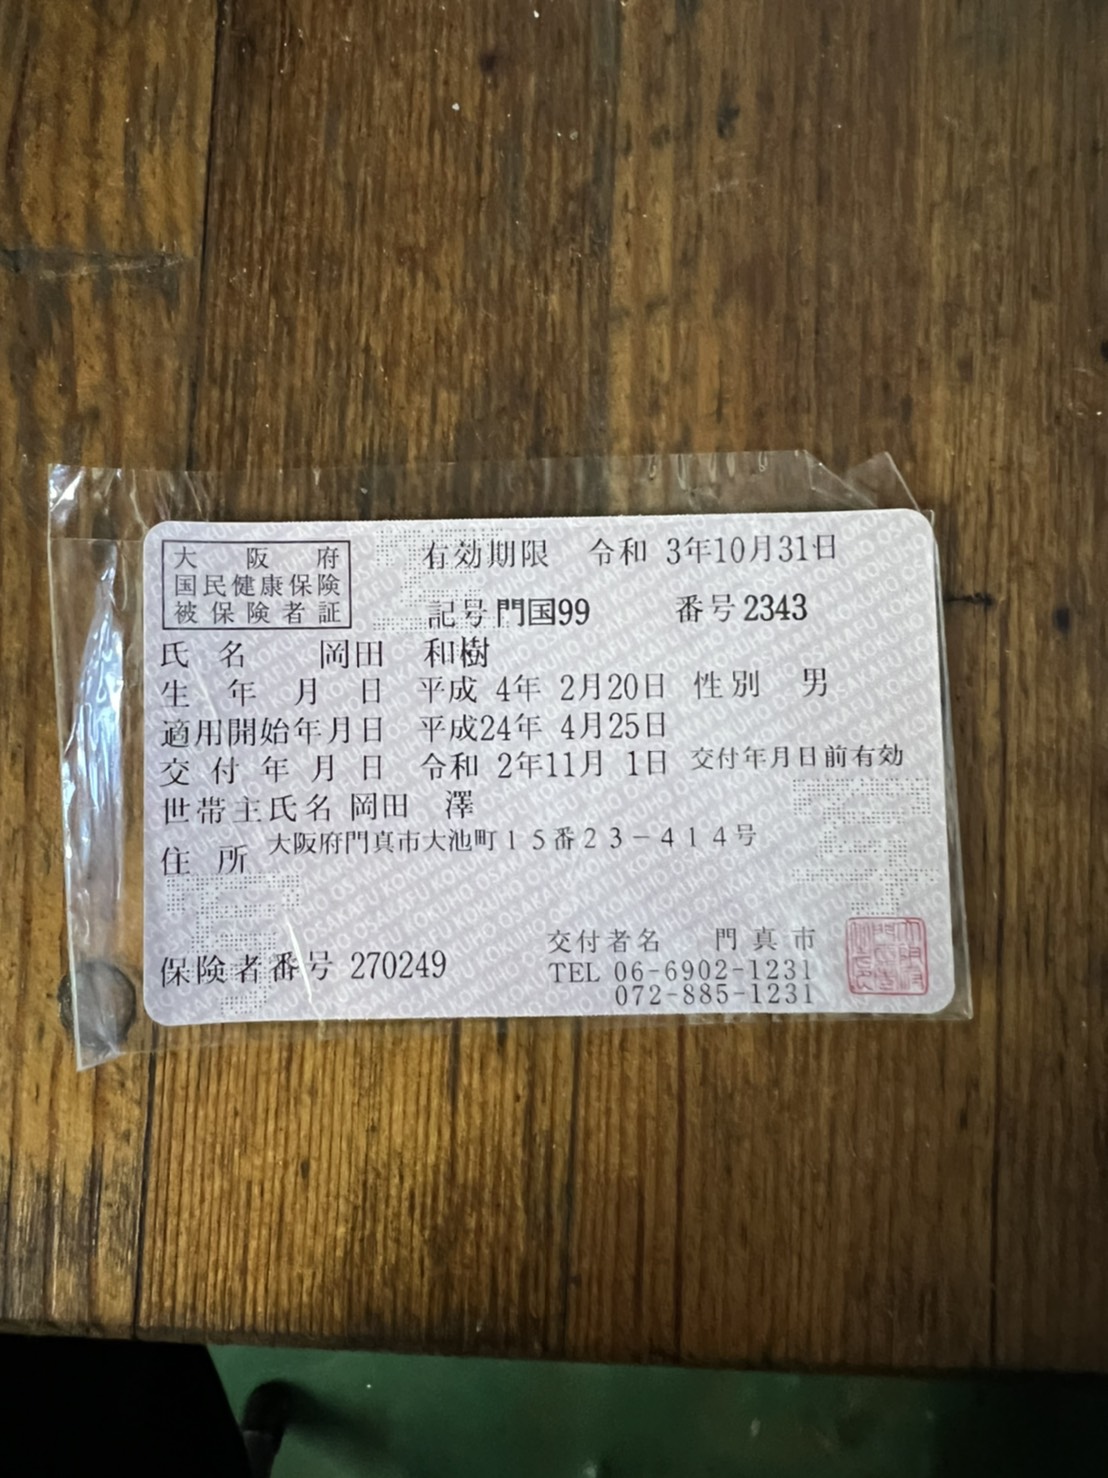 大阪府
国民健康保険
被保険者証
有効期限 令和 3年10月31日
記号 門国99 番号 2343
氏名 岡田 和樹
生年月日 平成 4年 2月20日 性別 男
適用開始年月日 平成24年 4月25日
交付年月日 令和 2年11月 1日 交付年月日前有効
世帯主氏名 岡田 澤
住所 大阪府門真市大池町15番23-414号
保険者番号 270249
交付者名 門真市
TEL 06-6902-1231
072-885-1231